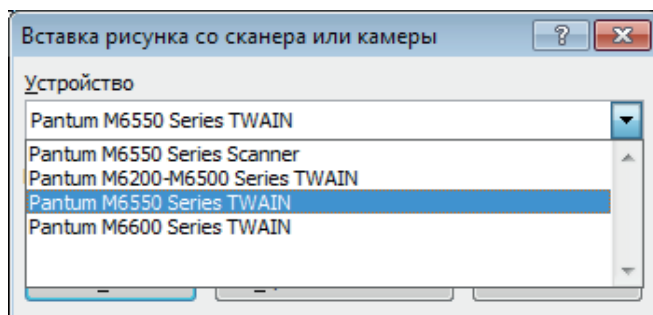 Вставка рисунка со сканера или камеры
Устройство
Pantum M6550 Series TWAIN
Pantum M6550 Series Scanner
Pantum M6200-M6500 Series TWAIN
Pantum M6550 Series TWAIN
Pantum M6600 Series TWAIN